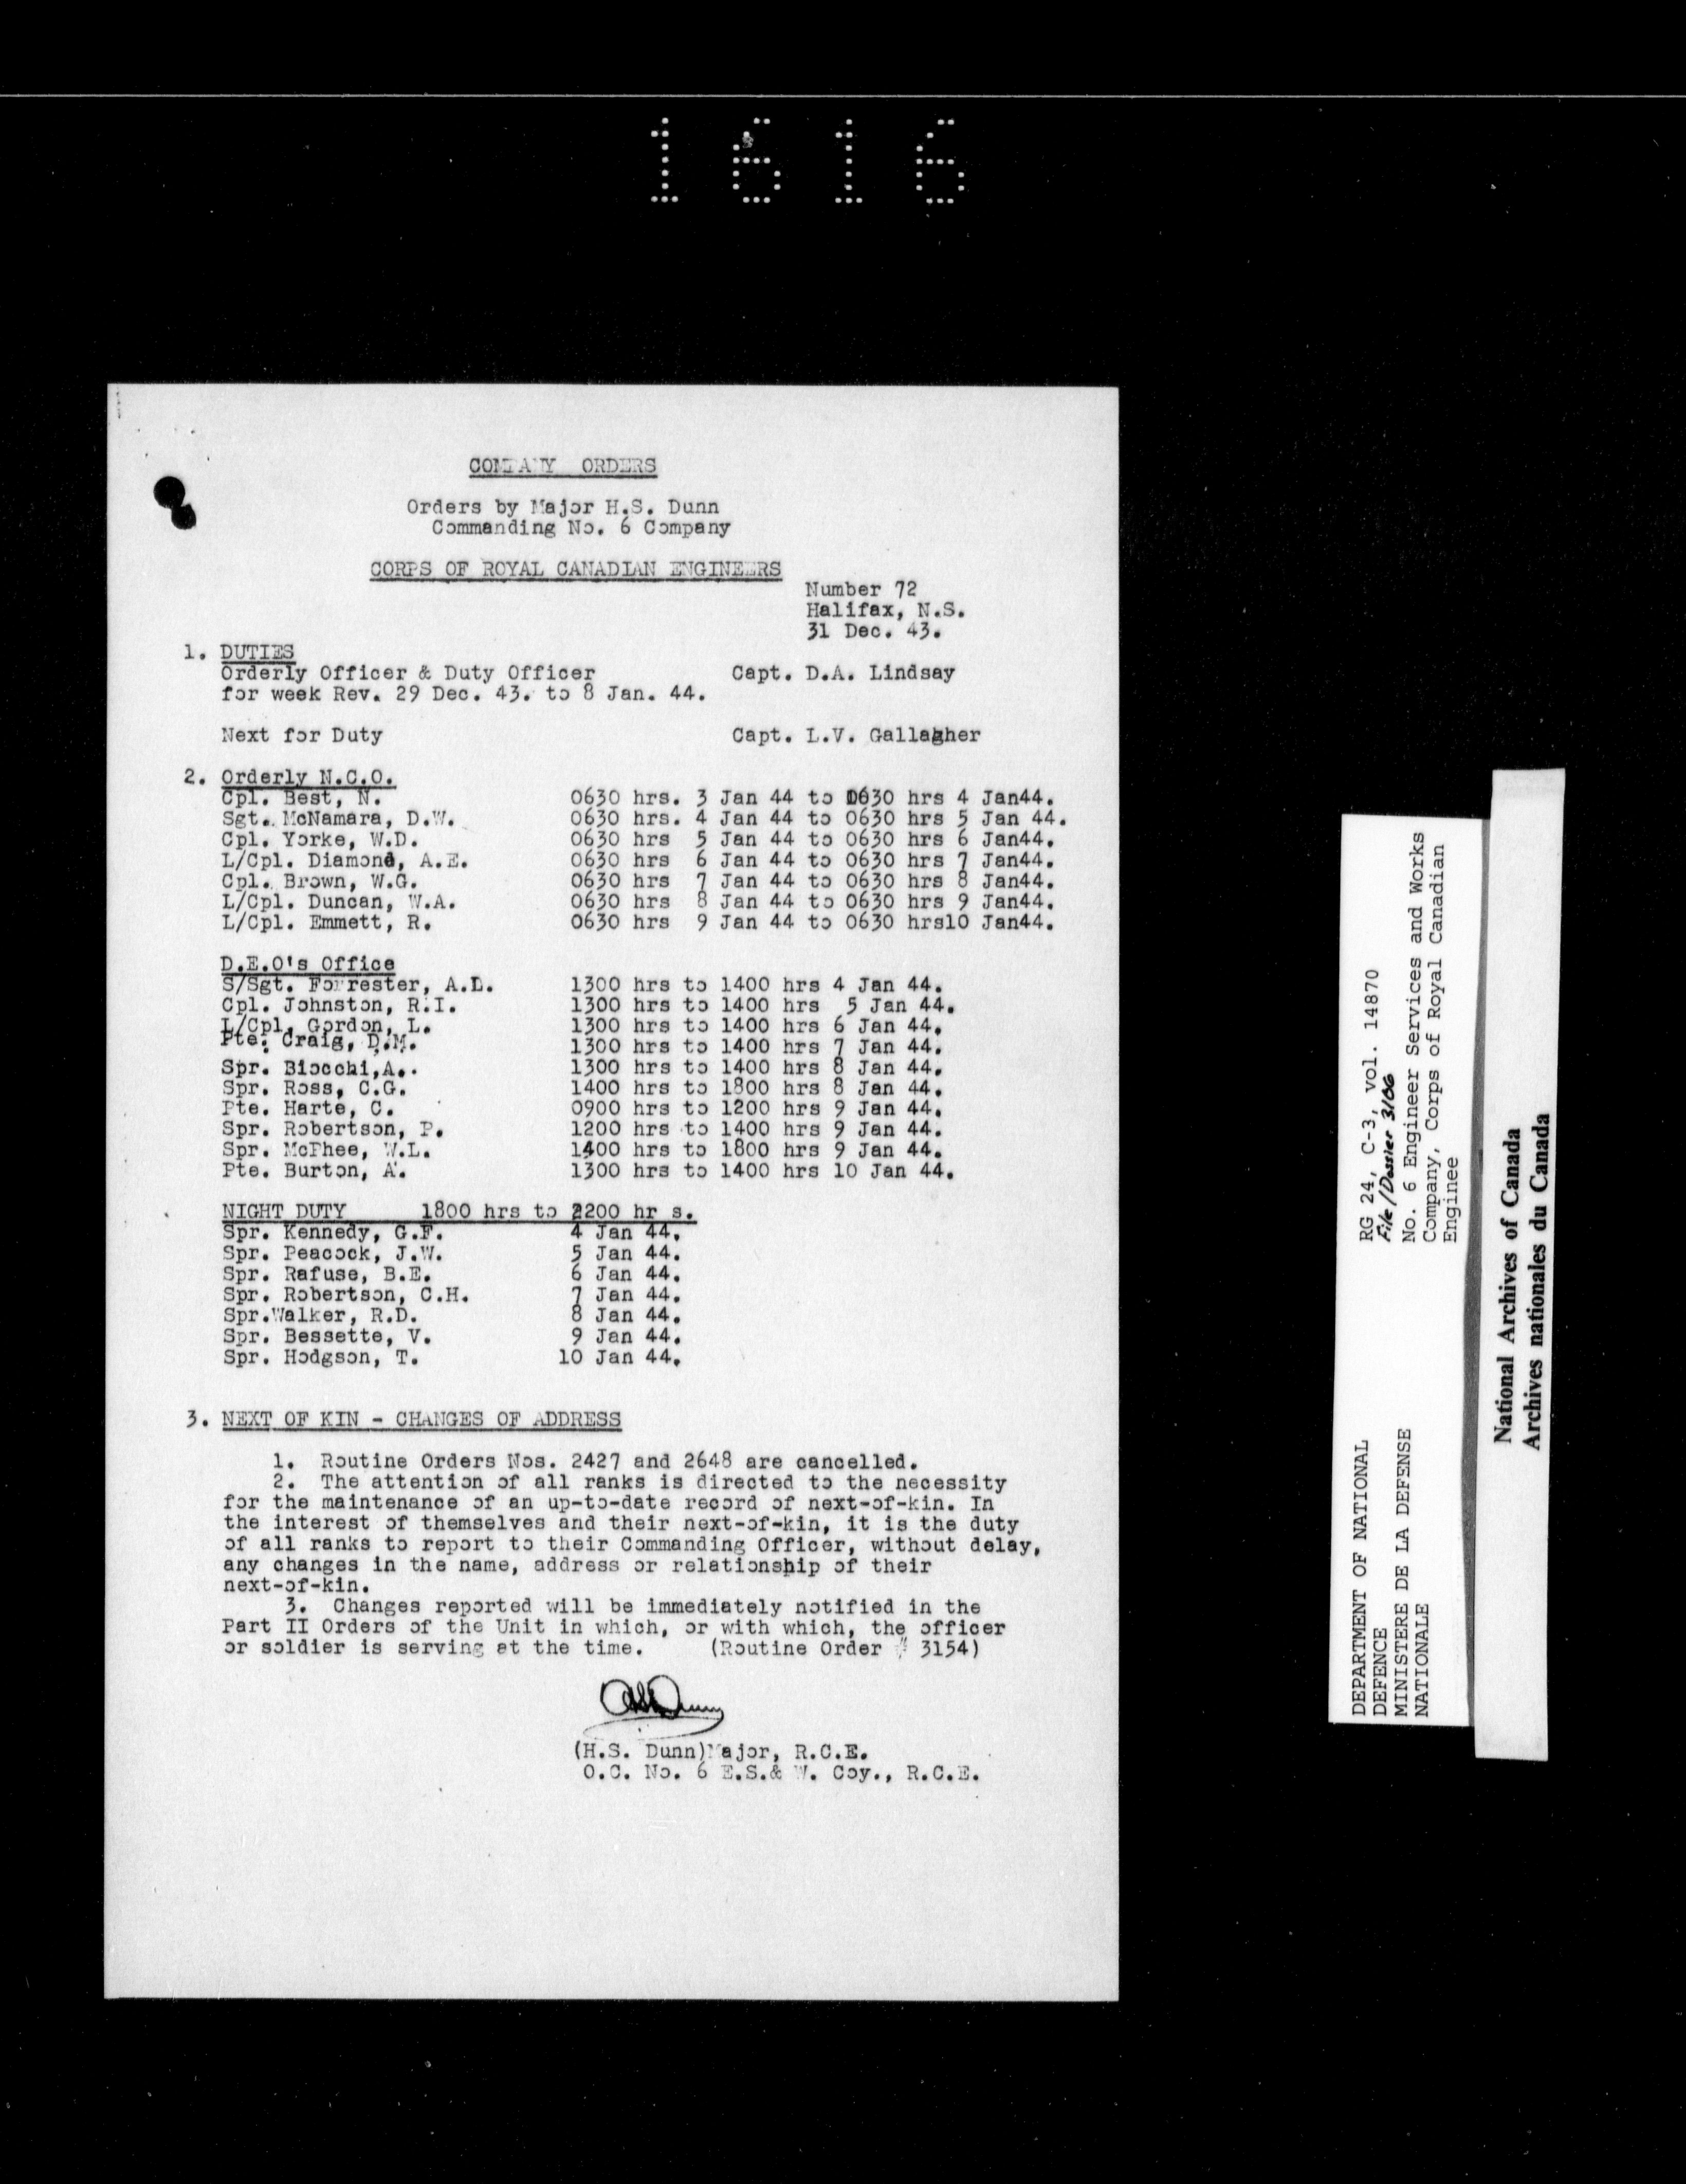 1616
COMPANY ORDERS
Orders by Major H.S. Dunn
Commanding No. 6 Company
CORPS OF ROYAL CANADIAN ENGINEERS
Number 72
Halifax, N.S.
31 Dec. 43.
1. DUTIES
Orderly Officer & Duty Officer Capt. D.A. Lindsay
for week Rev. 29 Dec. 43. to 8 Jan. 44.
Next for Duty Capt. L.V. Gallagher
2. Orderly N.C.O.
Cpl. Best, N. 0630 hrs. 3 Jan 44 to 0630 hrs 4 Jan44.
Sgt. McNamara, D.W. 0630 hrs. 4 Jan 44 to 0630 hrs 5 Jan 44.
Cpl. Yorke, W.D. 0630 hrs 5 Jan 44 to 0630 hrs 6 Jan44.
L/Cpl. Diamond, A.E. 0630 hrs 6 Jan 44 to 0630 hrs 7 Jan44.
Cpl. Brown, W.G. 0630 hrs 7 Jan 44 to 0630 hrs 8 Jan44.
L/Cpl. Duncan, W.A. 0630 hrs 8 Jan 44 to 0630 hrs 9 Jan44.
L/Cpl. Emmett, R. 0630 hrs 9 Jan 44 to 0630 hrs10 Jan44.
D.E.O's Office
S/Sgt. Forrester, A.L. 1300 hrs to 1400 hrs 4 Jan 44.
Cpl. Johnston, R.I. 1300 hrs to 1400 hrs 5 Jan 44.
L/Cpl. Gordon, L. 1300 hrs to 1400 hrs 6 Jan 44.
Pte. Craig, D.M. 1300 hrs to 1400 hrs 7 Jan 44.
Spr. Biocchi,A.. 1300 hrs to 1400 hrs 8 Jan 44.
Spr. Ross, C.G. 1400 hrs to 1800 hrs 8 Jan 44.
Pte. Harte, C. 0900 hrs to 1200 hrs 9 Jan 44.
Spr. Robertson, P. 1200 hrs to 1400 hrs 9 Jan 44.
Spr. McPhee, W.L. 1400 hrs to 1800 hrs 9 Jan 44.
Pte. Burton, A. 1300 hrs to 1400 hrs 10 Jan 44.
NIGHT DUTY 1800 hrs to 2200 hr s.
Spr. Kennedy, G.F. 4 Jan 44.
Spr. Peacock, J.W. 5 Jan 44.
Spr. Rafuse, B.E. 6 Jan 44.
Spr. Robertson, C.H. 7 Jan 44.
Spr.Walker, R.D. 8 Jan 44.
Spr. Bessette, V. 9 Jan 44.
Spr. Hodgson, T. 10 Jan 44.
3. NEXT OF KIN - CHANGES OF ADDRESS
1. Routine Orders Nos. 2427 and 2648 are cancelled.
2. The attention of all ranks is directed to the necessity
for the maintenance of an up-to-date record of next-of-kin. In
the interest of themselves and their next-of-kin, it is the duty
of all ranks to report to their Commanding Officer, without delay,
any changes in the name, address or relationship of their
next-of-kin.
3. Changes reported will be immediately notified in the
Part II Orders of the Unit in which, or with which, the officer
or soldier is serving at the time. (Routine Order # 3154)
HSDunn
(H.S. Dunn)Major, R.C.E.
O.C. No. 6 E.S.& W. Coy., R.C.E.
DEPARTMENT OF NATIONAL
DEFENCE
MINISTERE DE LA DEFENSE
NATIONALE
RG 24, C-3, vol. 14870
File/Dossier 3106
No. 6 Engineer Services and Works
Company, Corps of Royal Canadian
Enginee
National Archives of Canada
Archives nationales du Canada